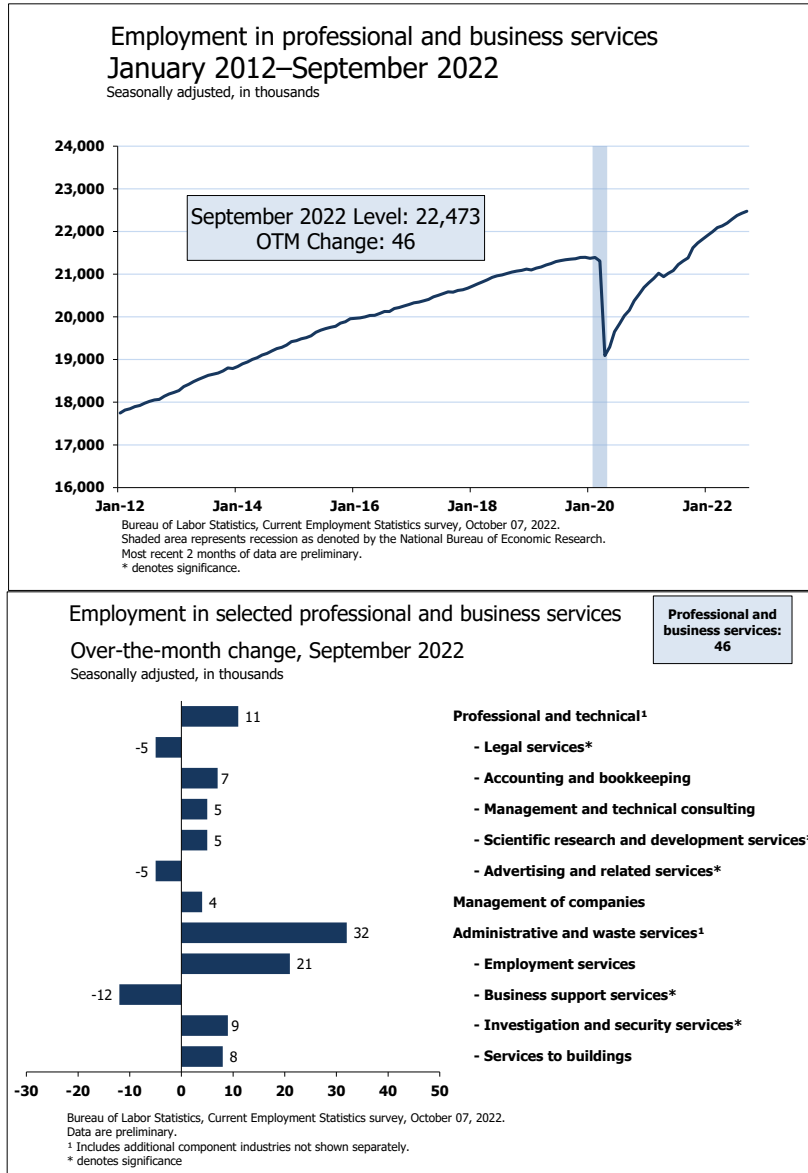 Employment in professional and business services
January 2012–September 2022
Seasonally adjusted, in thousands
24,000
23,000
22,000
21,000
20,000
19,000
18,000
17,000
16,000
September 2022 Level: 22,473
OTM Change: 46
Jan-12 Jan-14 Jan-16 Jan-18 Jan-20 Jan-22
Bureau of Labor Statistics, Current Employment Statistics survey, October 07, 2022.
Shaded area represents recession as denoted by the National Bureau of Economic Research.
Most recent 2 months of data are preliminary.
* denotes significance.
Employment in selected professional and business services
Over-the-month change, September 2022
Seasonally adjusted, in thousands
Professional and
business services:
46
11 Professional and technical¹
-5 - Legal services*
7 - Accounting and bookkeeping
5 - Management and technical consulting
5 - Scientific research and development services*
-5 - Advertising and related services*
4 Management of companies
32 Administrative and waste services¹
21 - Employment services
-12 - Business support services*
9 - Investigation and security services*
8 - Services to buildings
-30 -20 -10 0 10 20 30 40 50
Bureau of Labor Statistics, Current Employment Statistics survey, October 07, 2022.
Data are preliminary.
¹ Includes additional component industries not shown separately.
* denotes significance